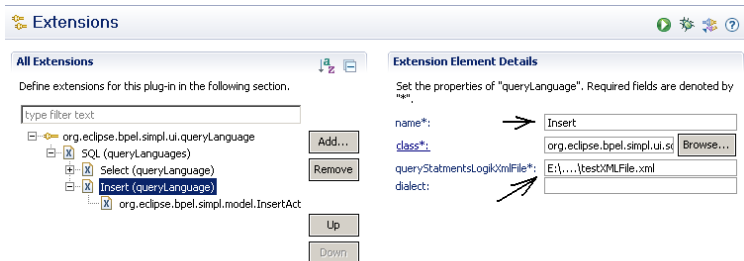 Extensions
All Extensions
Define extensions for this plug-in in the following section.
type filter text
org.eclipse.bpel.simpl.ui.queryLanguage
SQL (queryLanguages)
Select (queryLanguage)
Insert (queryLanguage)
org.eclipse.bpel.simpl.model.InsertAct
Add...
Remove
Up
Down
Extension Element Details
Set the properties of "queryLanguage". Required fields are denoted by
"*".
name*: Insert
class*: org.eclipse.bpel.simpl.ui.sq Browse...
queryStatmentsLogikXmlFile*: E:\....\testXMLFile.xml
dialect: